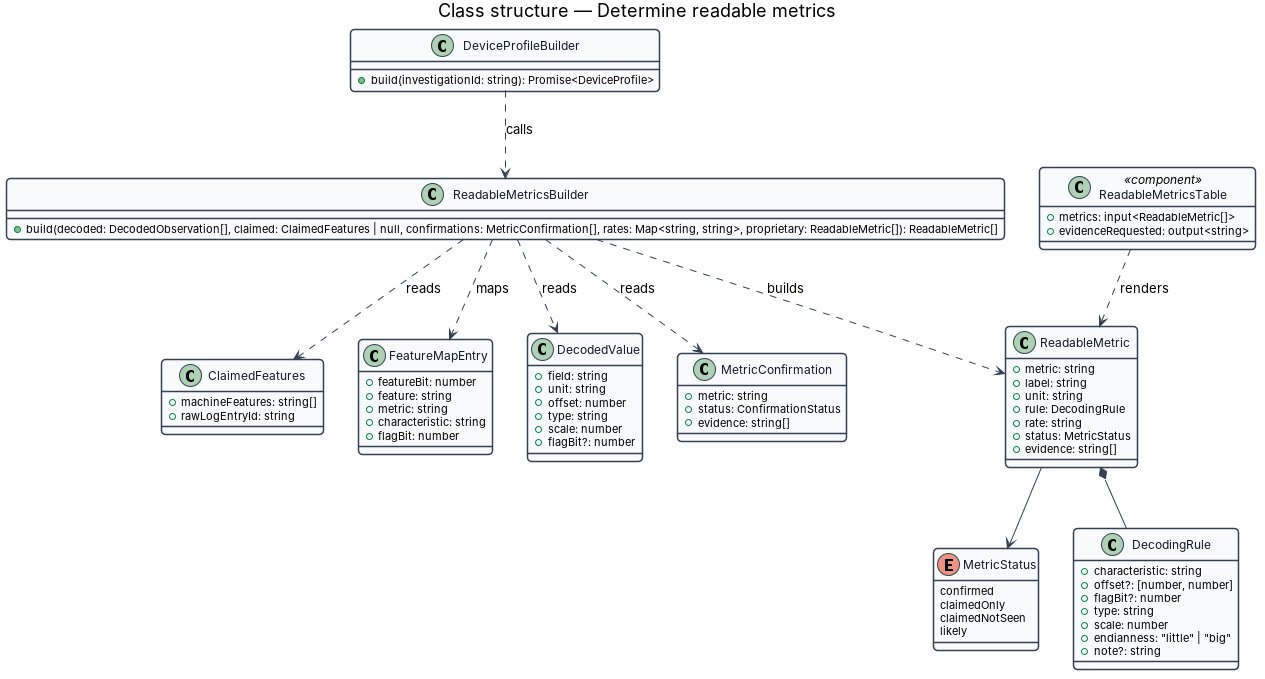 Class structure — Determine readable metrics
C DeviceProfileBuilder
build(investigationId: string): Promise<DeviceProfile>
calls
C ReadableMetricsBuilder
build(decoded: DecodedObservation[], claimed: ClaimedFeatures | null, confirmations: MetricConfirmation[], rates: Map<string, string>, proprietary: ReadableMetric[]): ReadableMetric[]
«component»
C ReadableMetricsTable
metrics: input<ReadableMetric[]>
evidenceRequested: output<string>
reads
maps
reads
reads
builds
renders
C ClaimedFeatures
machineFeatures: string[]
rawLogEntryId: string
C FeatureMapEntry
featureBit: number
feature: string
metric: string
characteristic: string
flagBit: number
C DecodedValue
field: string
unit: string
offset: number
type: string
scale: number
flagBit?: number
C MetricConfirmation
metric: string
status: ConfirmationStatus
evidence: string[]
C ReadableMetric
metric: string
label: string
unit: string
rule: DecodingRule
rate: string
status: MetricStatus
evidence: string[]
E MetricStatus
confirmed
claimedOnly
claimedNotSeen
likely
C DecodingRule
characteristic: string
offset?: [number, number]
flagBit?: number
type: string
scale: number
endianness: "little" | "big"
note?: string